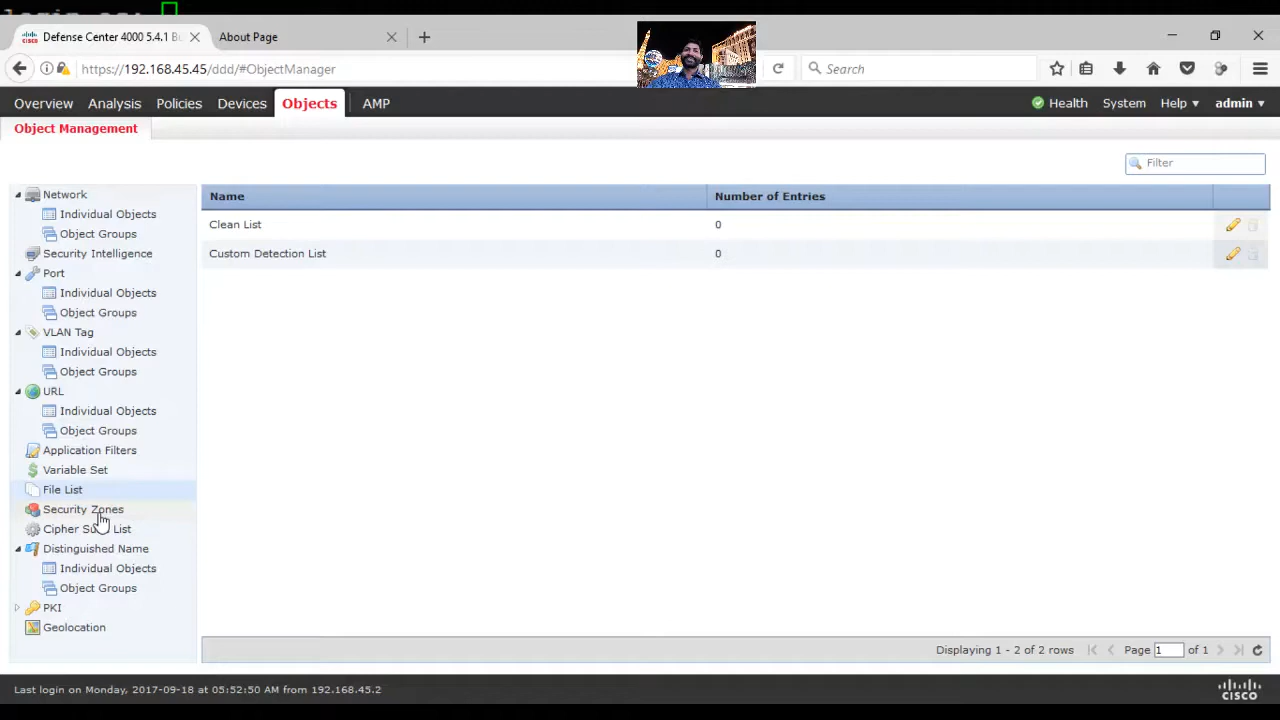 Defense Center 4000 5.4.1 Bu
About Page
https://192.168.45.45/ddd/#ObjectManager
Search
Overview Analysis Policies Devices Objects AMP
Health System Help admin
Object Management
Filter
Network
Individual Objects
Object Groups
Security Intelligence
Port
Individual Objects
Object Groups
VLAN Tag
Individual Objects
Object Groups
URL
Individual Objects
Object Groups
Application Filters
Variable Set
File List
Security Zones
Cipher Suite List
Distinguished Name
Individual Objects
Object Groups
PKI
Geolocation
Name Number of Entries
Clean List 0
Custom Detection List 0
Displaying 1 - 2 of 2 rows
Page 1 of 1
Last login on Monday, 2017-09-18 at 05:52:50 AM from 192.168.45.2
cisco